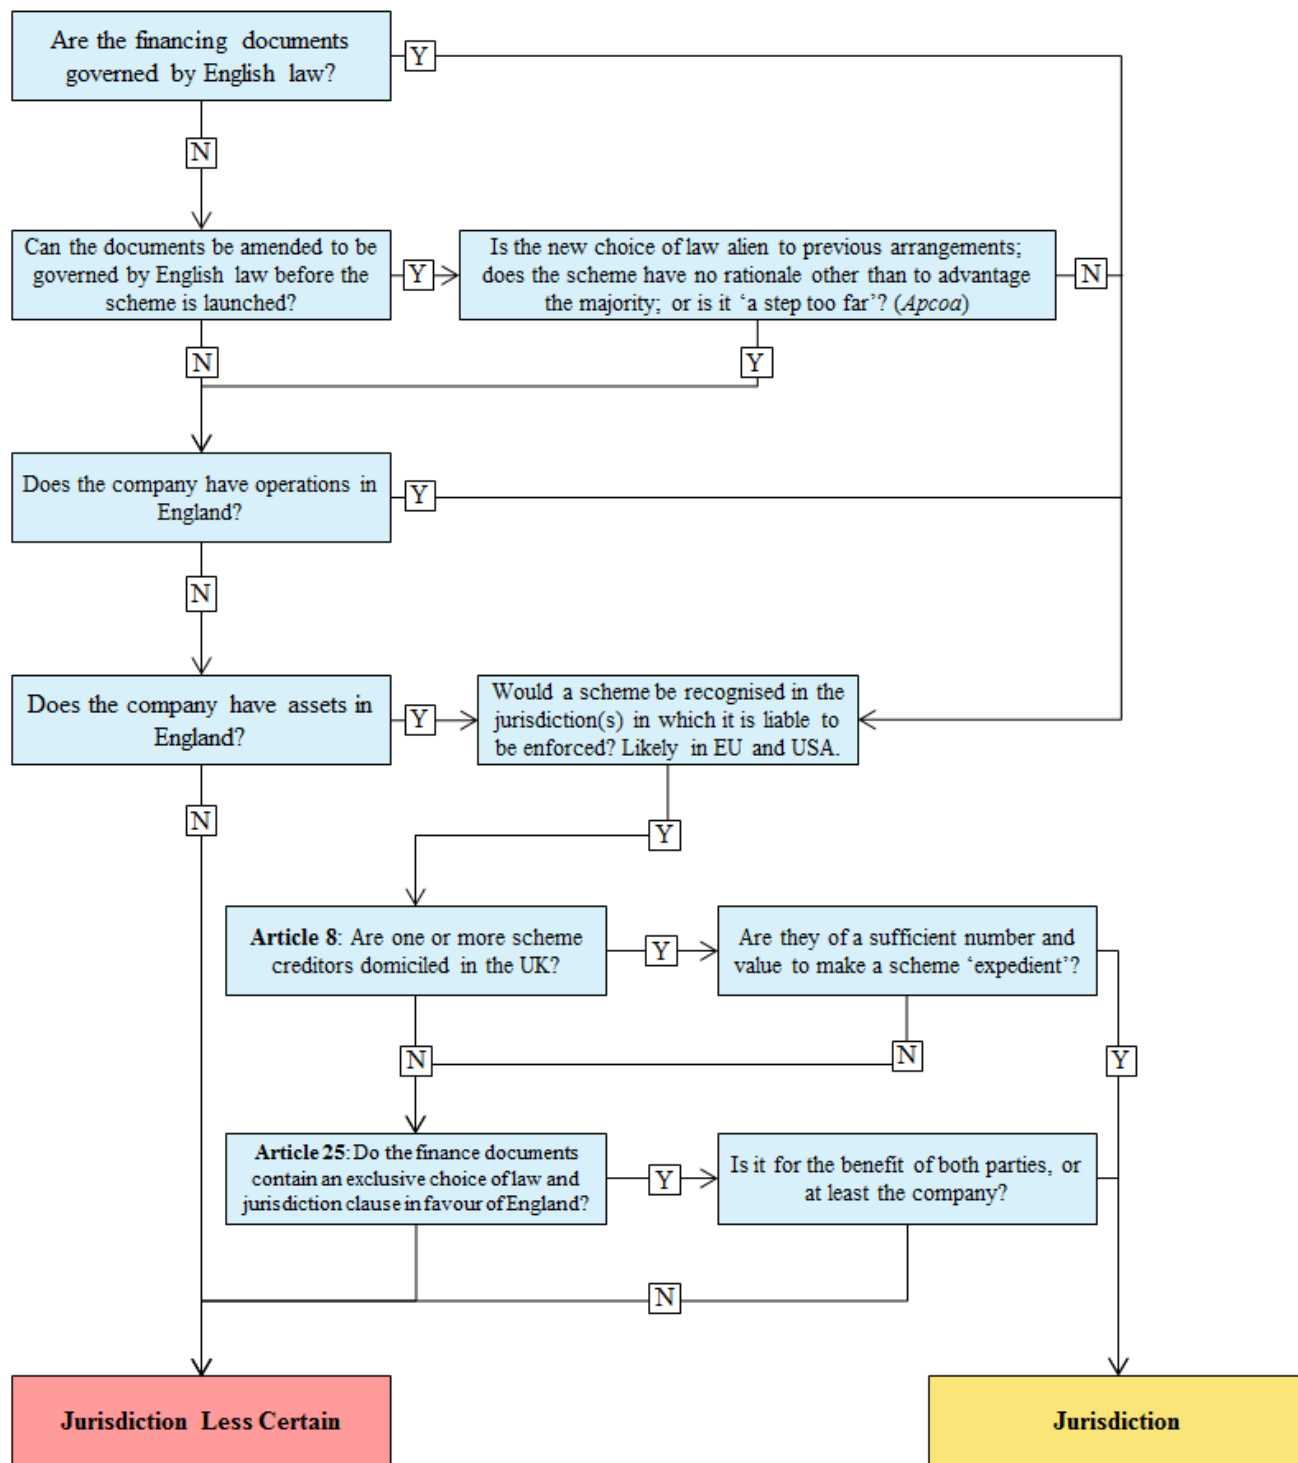 Are the financing documents
governed by English law?
Y
N
Can the documents be amended to be
governed by English law before the
scheme is launched?
Y
Is the new choice of law alien to previous arrangements;
does the scheme have no rationale other than to advantage
the majority; or is it ‘a step too far’? (Apcoa)
N
N
Y
Does the company have operations in
England?
Y
N
Does the company have assets in
England?
Y
Would a scheme be recognised in the
jurisdiction(s) in which it is liable to
be enforced? Likely in EU and USA.
N
Y
Article 8: Are one or more scheme
creditors domiciled in the UK?
Y
Are they of a sufficient number and
value to make a scheme ‘expedient’?
N
N
Y
Article 25: Do the finance documents
contain an exclusive choice of law and
jurisdiction clause in favour of England?
Y
Is it for the benefit of both parties, or
at least the company?
N
Jurisdiction Less Certain
Jurisdiction